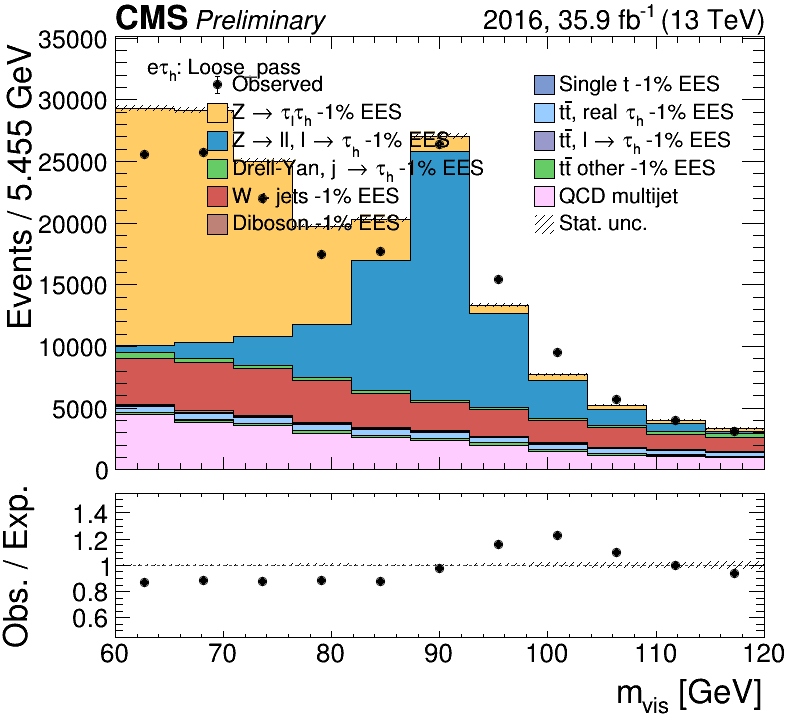 CMS Preliminary 2016, 35.9 fb⁻¹ (13 TeV)
Events / 5.455 GeV
35000
30000
25000
20000
15000
10000
5000
0
eτₕ: Loose_pass
Observed
Z → τₗτₕ -1% EES
Z → ll, l → τₕ -1% EES
Drell-Yan, j → τₕ -1% EES
W + jets -1% EES
Diboson -1% EES
Single t -1% EES
tt̄, real τₕ -1% EES
tt̄, l → τₕ -1% EES
tt̄ other -1% EES
QCD multijet
Stat. unc.
Obs. / Exp.
1.4
1.2
1
0.8
0.6
60 70 80 90 100 110 120
m_vis [GeV]